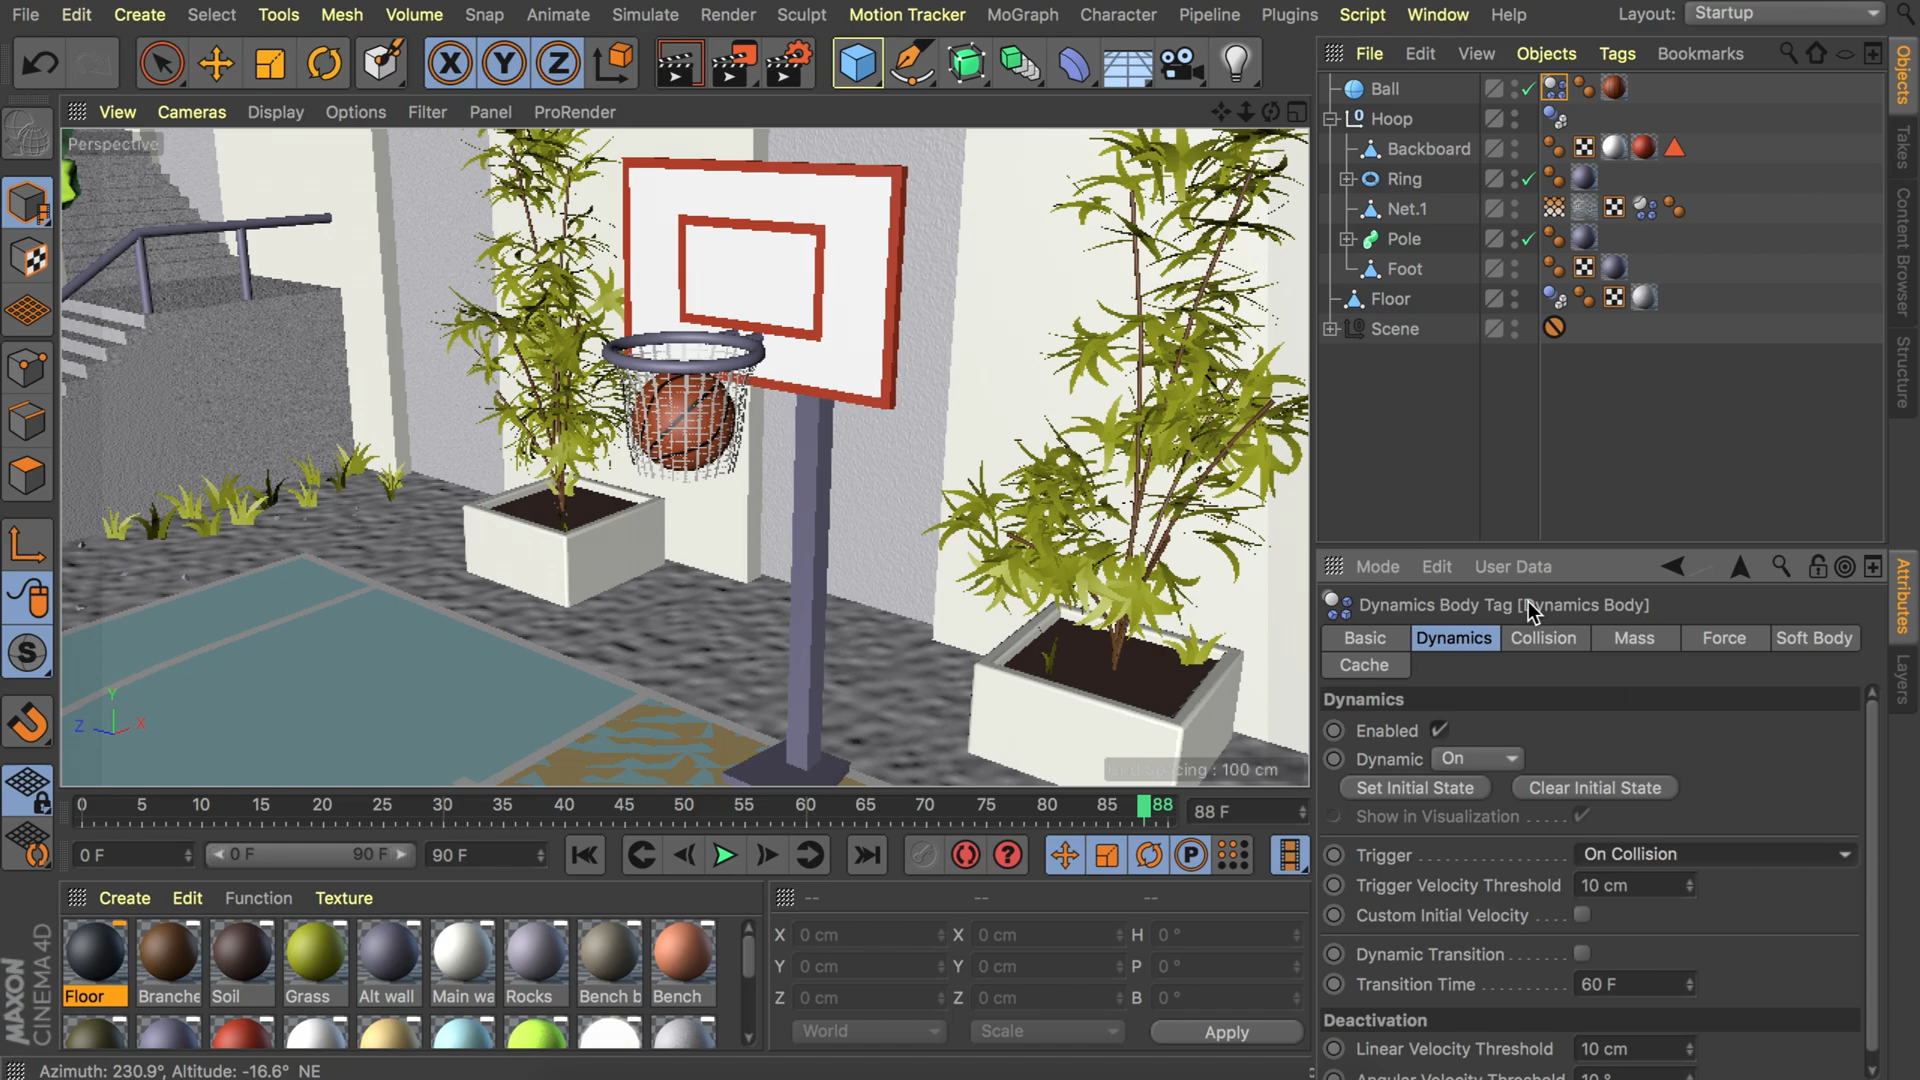 File Edit Create Select Tools Mesh Volume Snap Animate Simulate Render Sculpt Motion Tracker MoGraph Character Pipeline Plugins Script Window Help Layout: Startup
X Y Z
File Edit View Objects Tags Bookmarks
View Cameras Display Options Filter Panel ProRender
Perspective
Ball
Hoop
Backboard
Ring
Net.1
Pole
Foot
Floor
Scene
Objects
Takes
Content Browser
Structure
Attributes
Layers
Mode Edit User Data
Dynamics Body Tag [Dynamics Body]
Basic Dynamics Collision Mass Force Soft Body
Cache
Dynamics
Enabled
Dynamic On
Set Initial State Clear Initial State
Show in Visualization
Trigger On Collision
Trigger Velocity Threshold 10 cm
Custom Initial Velocity
Dynamic Transition
Transition Time 60 F
Deactivation
Linear Velocity Threshold 10 cm
Angular Velocity Threshold 10 °
Y
Z X
Spacing : 100 cm
0 5 10 15 20 25 30 35 40 45 50 55 60 65 70 75 80 85 88 88 F
0 F 0 F 90 F 90 F
P
Create Edit Function Texture
-- -- --
Floor Branche Soil Grass Alt wall Main wa Rocks Bench b Bench
X 0 cm X 0 cm H 0 °
Y 0 cm Y 0 cm P 0 °
Z 0 cm Z 0 cm B 0 °
World Scale Apply
MAXON
CINEMA 4D
Azimuth: 230.9°, Altitude: -16.6° NE